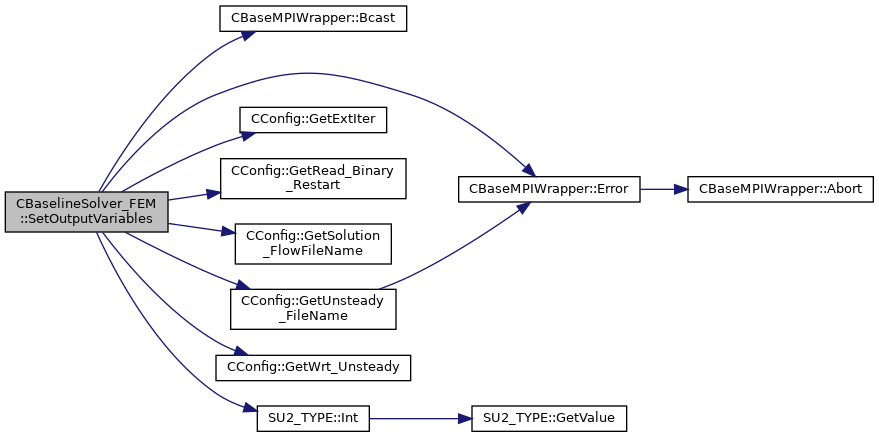 CBaseMPIWrapper::Bcast
CConfig::GetExtIter
CConfig::GetRead_Binary
_Restart
CBaselineSolver_FEM
::SetOutputVariables
CBaseMPIWrapper::Error
CBaseMPIWrapper::Abort
CConfig::GetSolution
_FlowFileName
CConfig::GetUnsteady
_FileName
CConfig::GetWrt_Unsteady
SU2_TYPE::Int
SU2_TYPE::GetValue